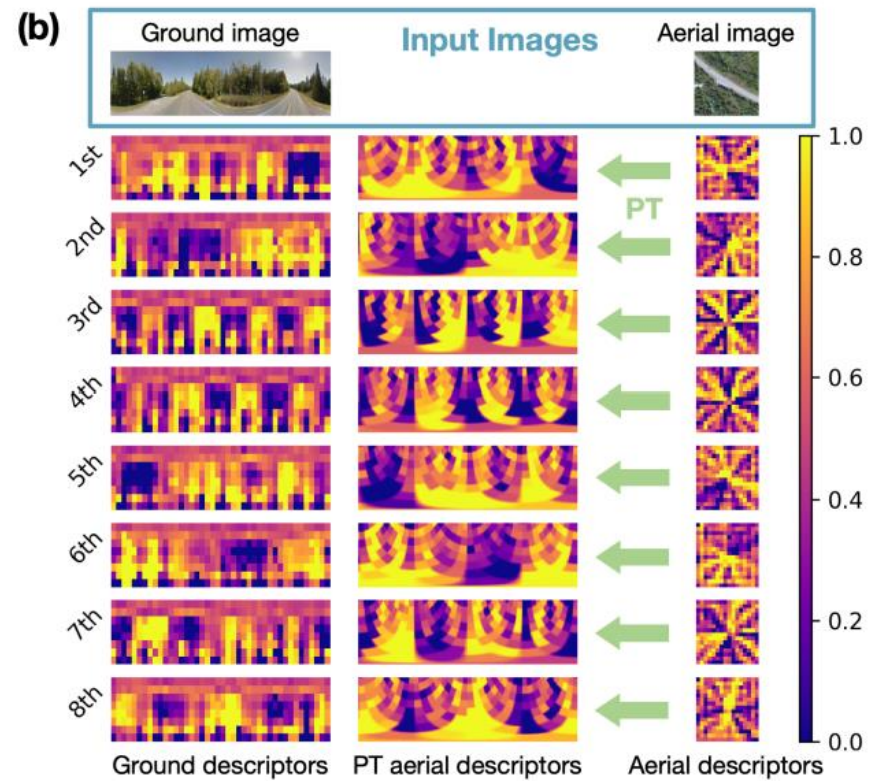 (b)
Ground image
Input Images
Aerial image
1st
PT
2nd
3rd
4th
5th
6th
7th
8th
1.0
0.8
0.6
0.4
0.2
0.0
Ground descriptors
PT aerial descriptors
Aerial descriptors